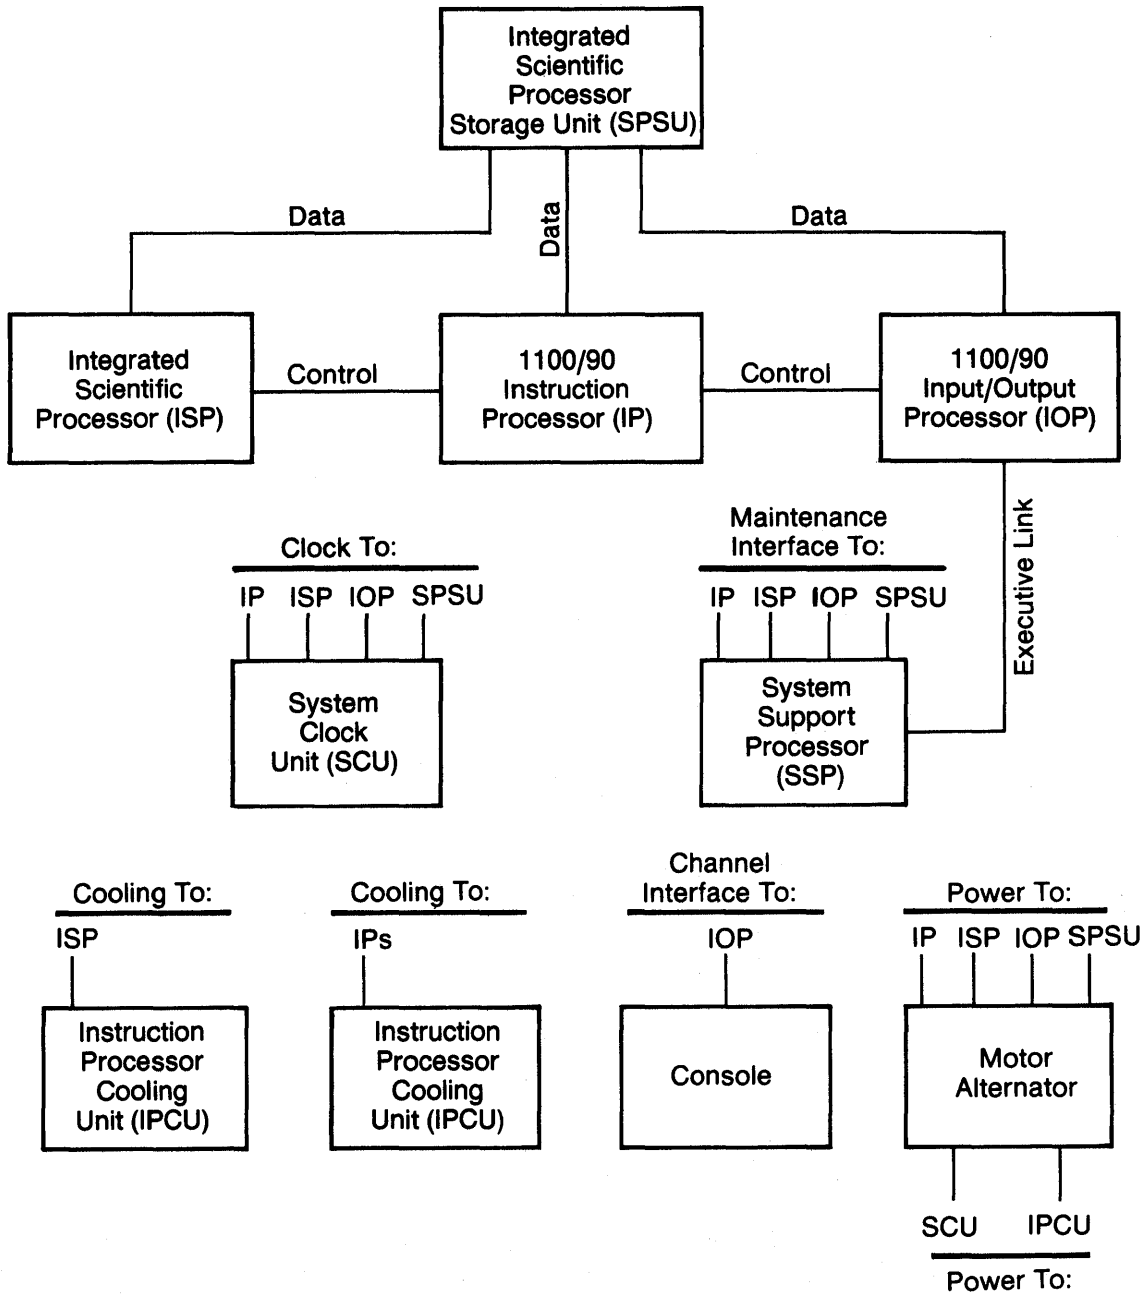 Integrated
Scientific
Processor
Storage Unit (SPSU)
Data
Data
Data
Integrated
Scientific
Processor (ISP)
Control
1100/90
Instruction
Processor (IP)
Control
1100/90
Input/Output
Processor (IOP)
Executive Link
Clock To:
IP ISP IOP SPSU
System
Clock
Unit (SCU)
Maintenance
Interface To:
IP ISP IOP SPSU
System
Support
Processor
(SSP)
Cooling To:
ISP
Instruction
Processor
Cooling
Unit (IPCU)
Cooling To:
IPs
Instruction
Processor
Cooling
Unit (IPCU)
Channel
Interface To:
IOP
Console
Power To:
IP ISP IOP SPSU
Motor
Alternator
SCU IPCU
Power To: